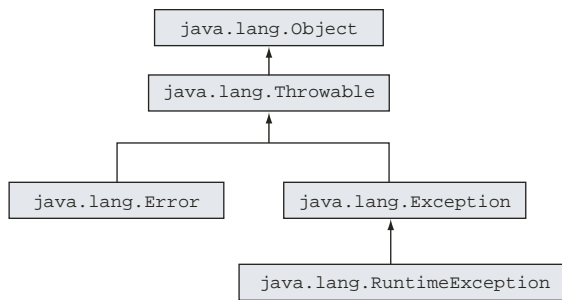 java.lang.Object
java.lang.Throwable
java.lang.Error
java.lang.Exception
java.lang.RuntimeException